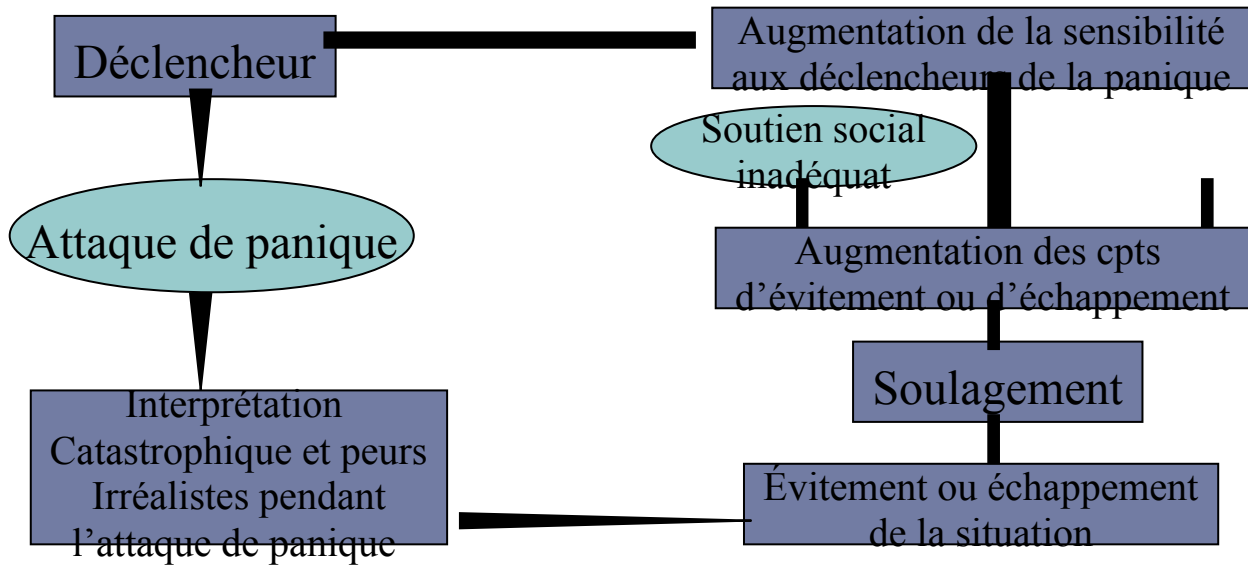 Déclencheur
Augmentation de la sensibilité
aux déclencheurs de la panique
Soutien social
inadéquat
Attaque de panique
Augmentation des cpts
d’évitement ou d’échappement
Soulagement
Interprétation
Catastrophique et peurs
Irréalistes pendant
l’attaque de panique
Évitement ou échappement
de la situation